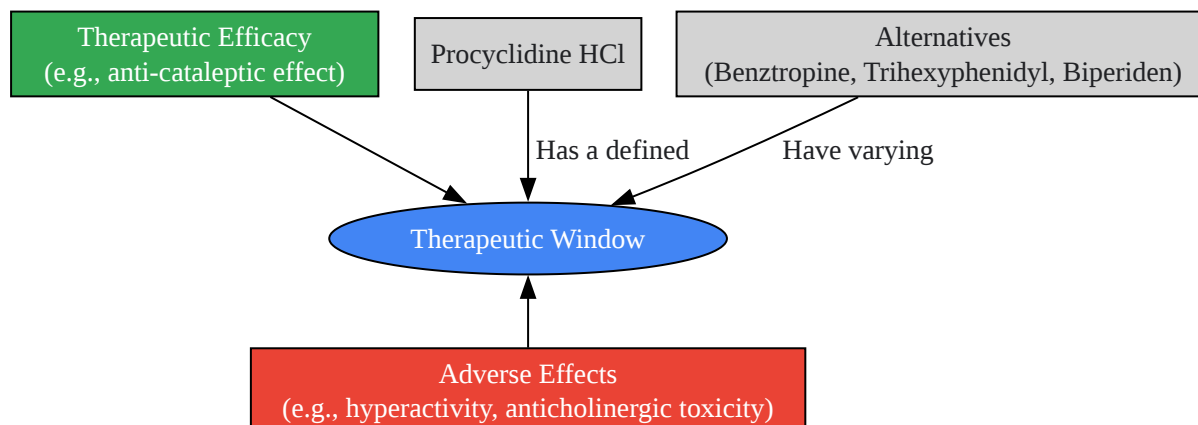 Therapeutic Efficacy
(e.g., anti-cataleptic effect)
Procyclidine HCl
Alternatives
(Benztropine, Trihexyphenidyl, Biperiden)
Has a defined
Have varying
Therapeutic Window
Adverse Effects
(e.g., hyperactivity, anticholinergic toxicity)